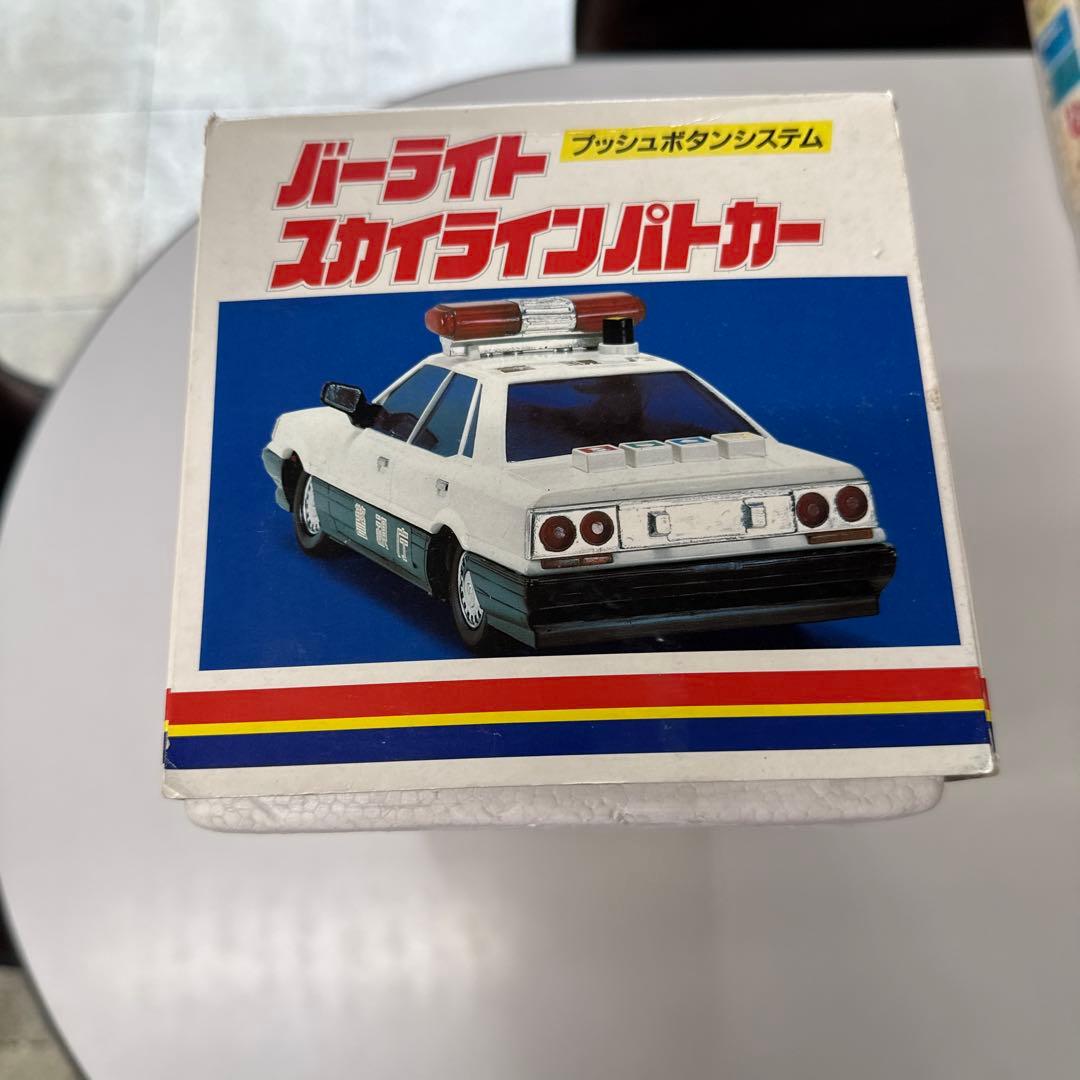 プッシュボタンシステム
バーライト
スカイラインパトカー